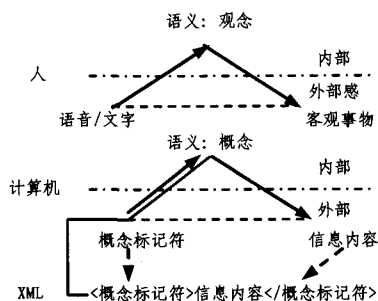 语义：观念
内部
人
外部感
语音/文字
客观事物
语义：概念
内部
计算机
外部
概念标记符
信息内容
XML
<概念标记符>信息内容</概念标记符>